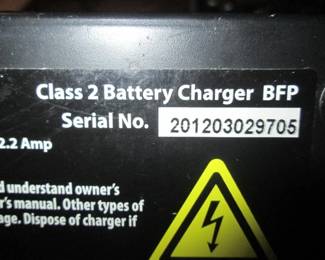 Class 2 Battery Charger BFP
Serial No. 201203029705
2.2 Amp
d understand owner's
r's manual. Other types of
age. Dispose of charger if